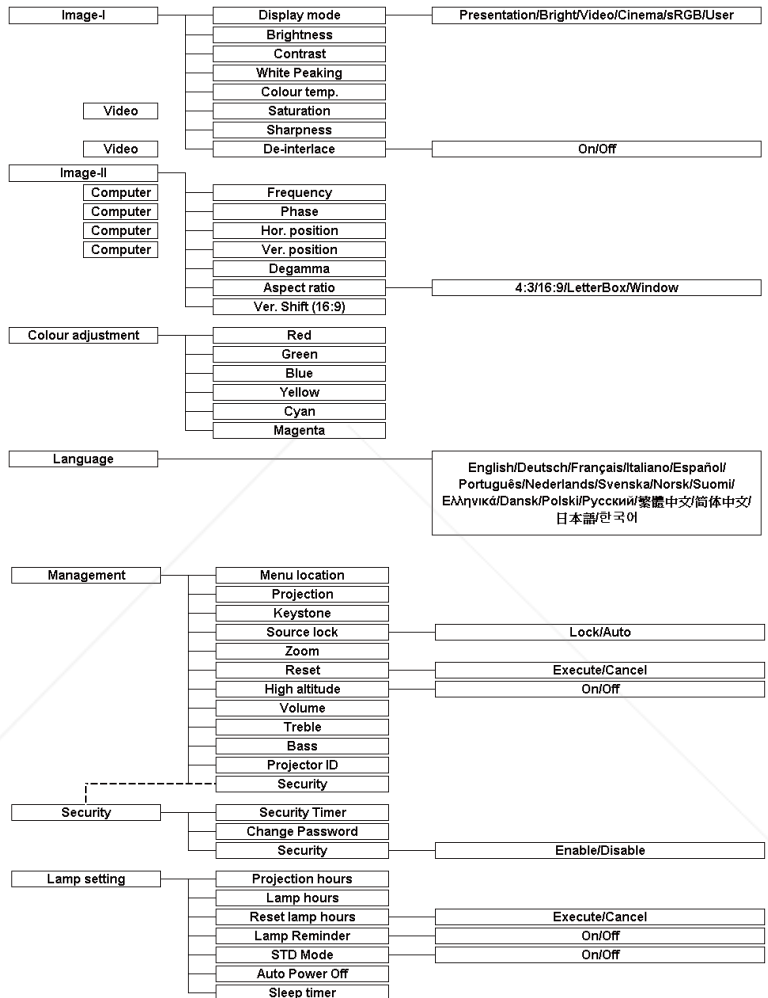 Image-I Display mode Presentation/Bright/Video/Cinema/sRGB/User
Brightness
Contrast
White Peaking
Colour temp.
Video Saturation
Sharpness
Video De-interlace On/Off
Image-II
Computer Frequency
Computer Phase
Computer Hor. position
Computer Ver. position
Degamma
Aspect ratio 4:3/16:9/LetterBox/Window
Ver. Shift (16:9)
Colour adjustment Red
Green
Blue
Yellow
Cyan
Magenta
Language
English/Deutsch/Français/Italiano/Español/
Português/Nederlands/Svenska/Norsk/Suomi/
Ελληνικά/Dansk/Polski/Русский/繁體中文/简体中文/
日本語/한국어
Management Menu location
Projection
Keystone
Source lock Lock/Auto
Zoom
Reset Execute/Cancel
High altitude On/Off
Volume
Treble
Bass
Projector ID
Security
Security Security Timer
Change Password
Security Enable/Disable
Lamp setting Projection hours
Lamp hours
Reset lamp hours Execute/Cancel
Lamp Reminder On/Off
STD Mode On/Off
Auto Power Off
Sleep timer